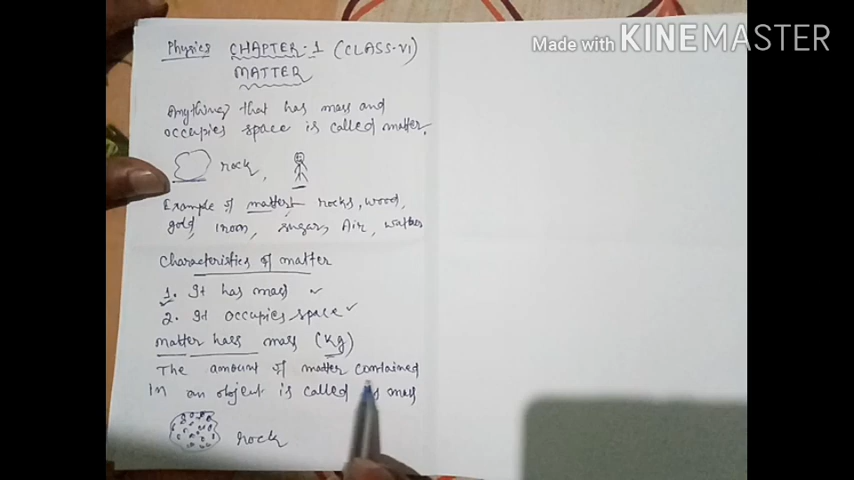 Made with KINEMASTER
Physics CHAPTER-1 (CLASS-VI)
MATTER
Anything that has mass and
occupies space is called matter.
rock,
Example of matter rocks, wood,
gold, Iron, sugar, Air, water
Characteristics of matter
1. It has mass
2. It occupies space
matter has mass (Kg)
The amount of matter contained
In an object is called mass
rock